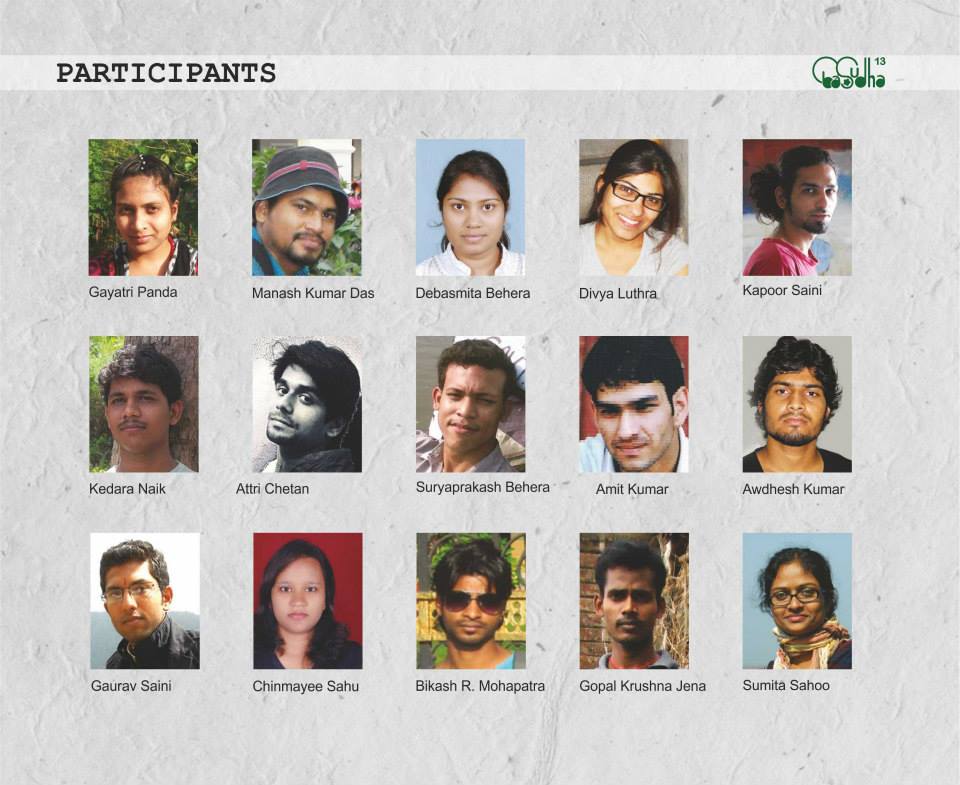 PARTICIPANTS
Basudha 13
Gayatri Panda
Manash Kumar Das
Debasmita Behera
Divya Luthra
Kapoor Saini
Kedara Naik
Attri Chetan
Suryaprakash Behera
Amit Kumar
Awdhesh Kumar
Gaurav Saini
Chinmayee Sahu
Bikash R. Mohapatra
Gopal Krushna Jena
Sumita Sahoo